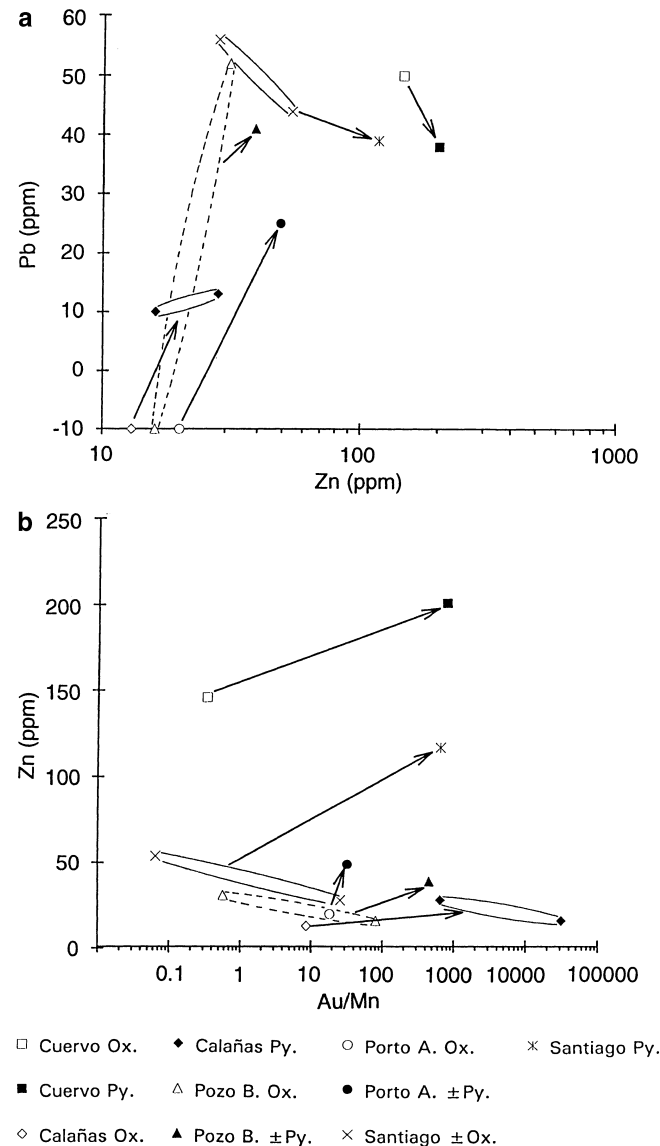 a
60
50
40
30
20
10
0
-10
Pb (ppm)
10 100 1000
Zn (ppm)
b
250
200
150
100
50
0
Zn (ppm)
0.1 1 10 100 1000 10000 100000
Au/Mn
Cuervo Ox. Calañas Py. Porto A. Ox. Santiago Py.
Cuervo Py. Pozo B. Ox. Porto A. ±Py.
Calañas Ox. Pozo B. ±Py. Santiago ±Ox.